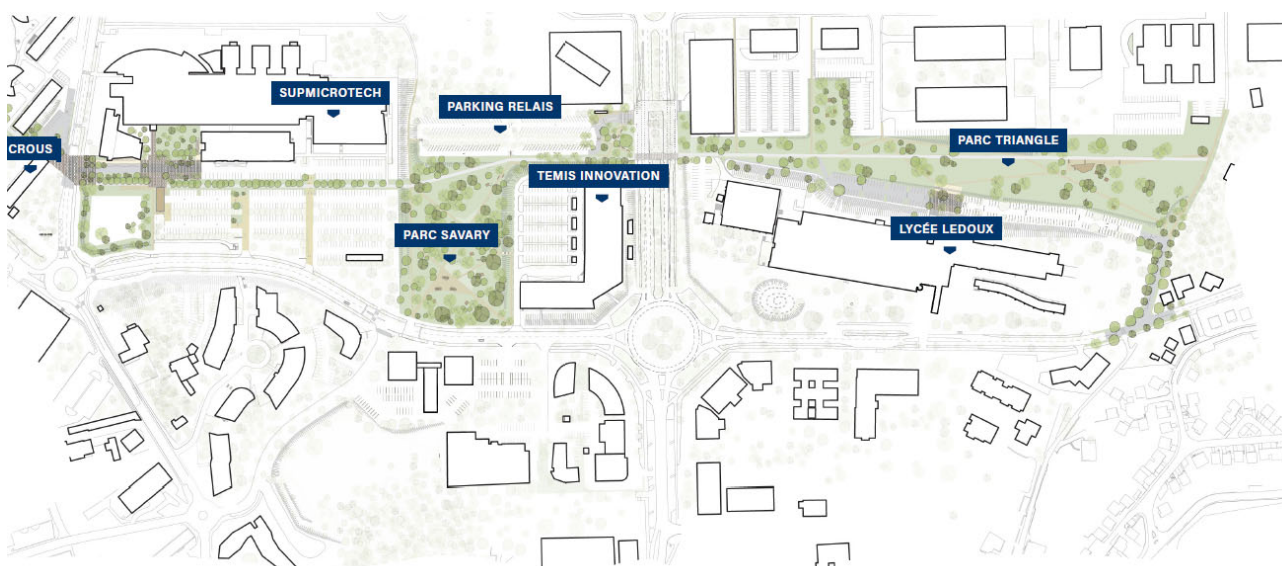 SUPMICROTECH
PARKING RELAIS
CROUS
PARC TRIANGLE
TEMIS INNOVATION
PARC SAVARY
LYCÉE LEDOUX